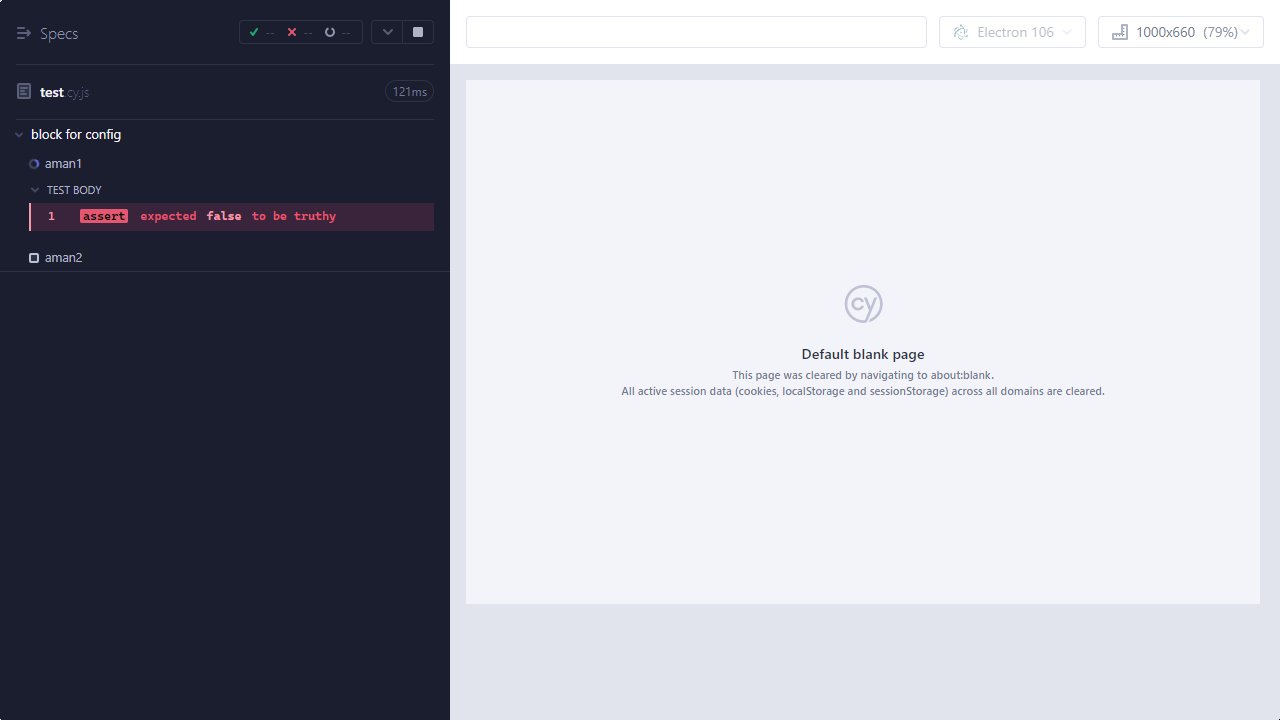 Specs
--
--
--
Electron 106
1000x660 (79%)
test.cy.js
121ms
block for config
aman1
TEST BODY
1 assert expected false to be truthy
aman2
cy
Default blank page
This page was cleared by navigating to about:blank.
All active session data (cookies, localStorage and sessionStorage) across all domains are cleared.